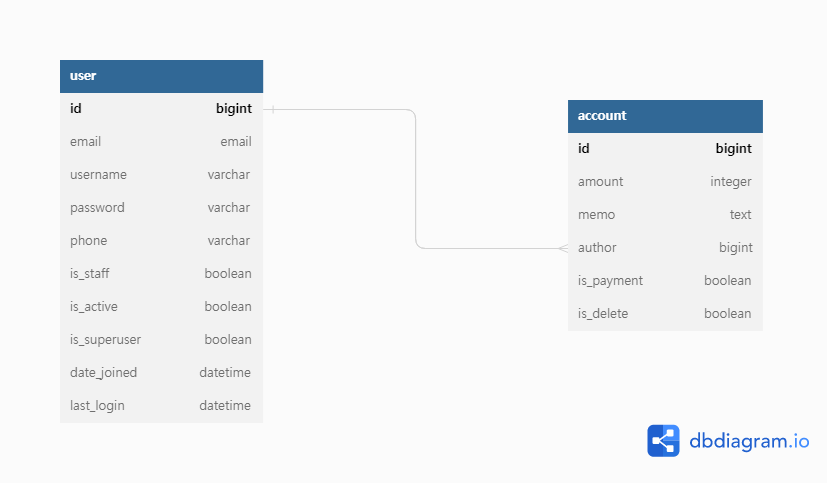 user
id bigint
email email
username varchar
password varchar
phone varchar
is_staff boolean
is_active boolean
is_superuser boolean
date_joined datetime
last_login datetime
account
id bigint
amount integer
memo text
author bigint
is_payment boolean
is_delete boolean
dbdiagram.io